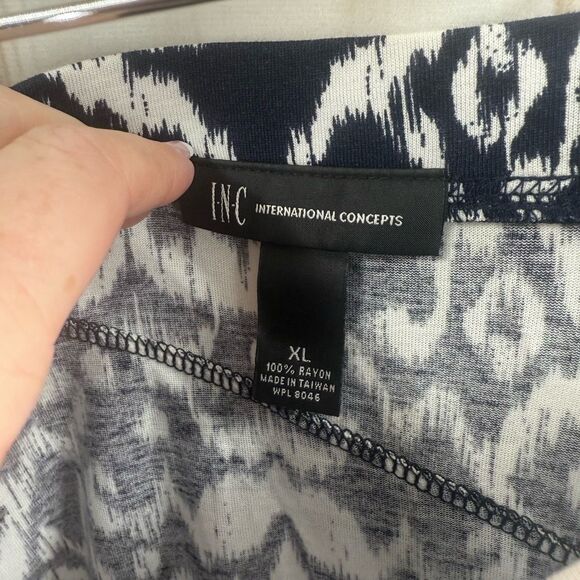 I·N·C INTERNATIONAL CONCEPTS
XL
100% RAYON
MADE IN TAIWAN
WPL 8046